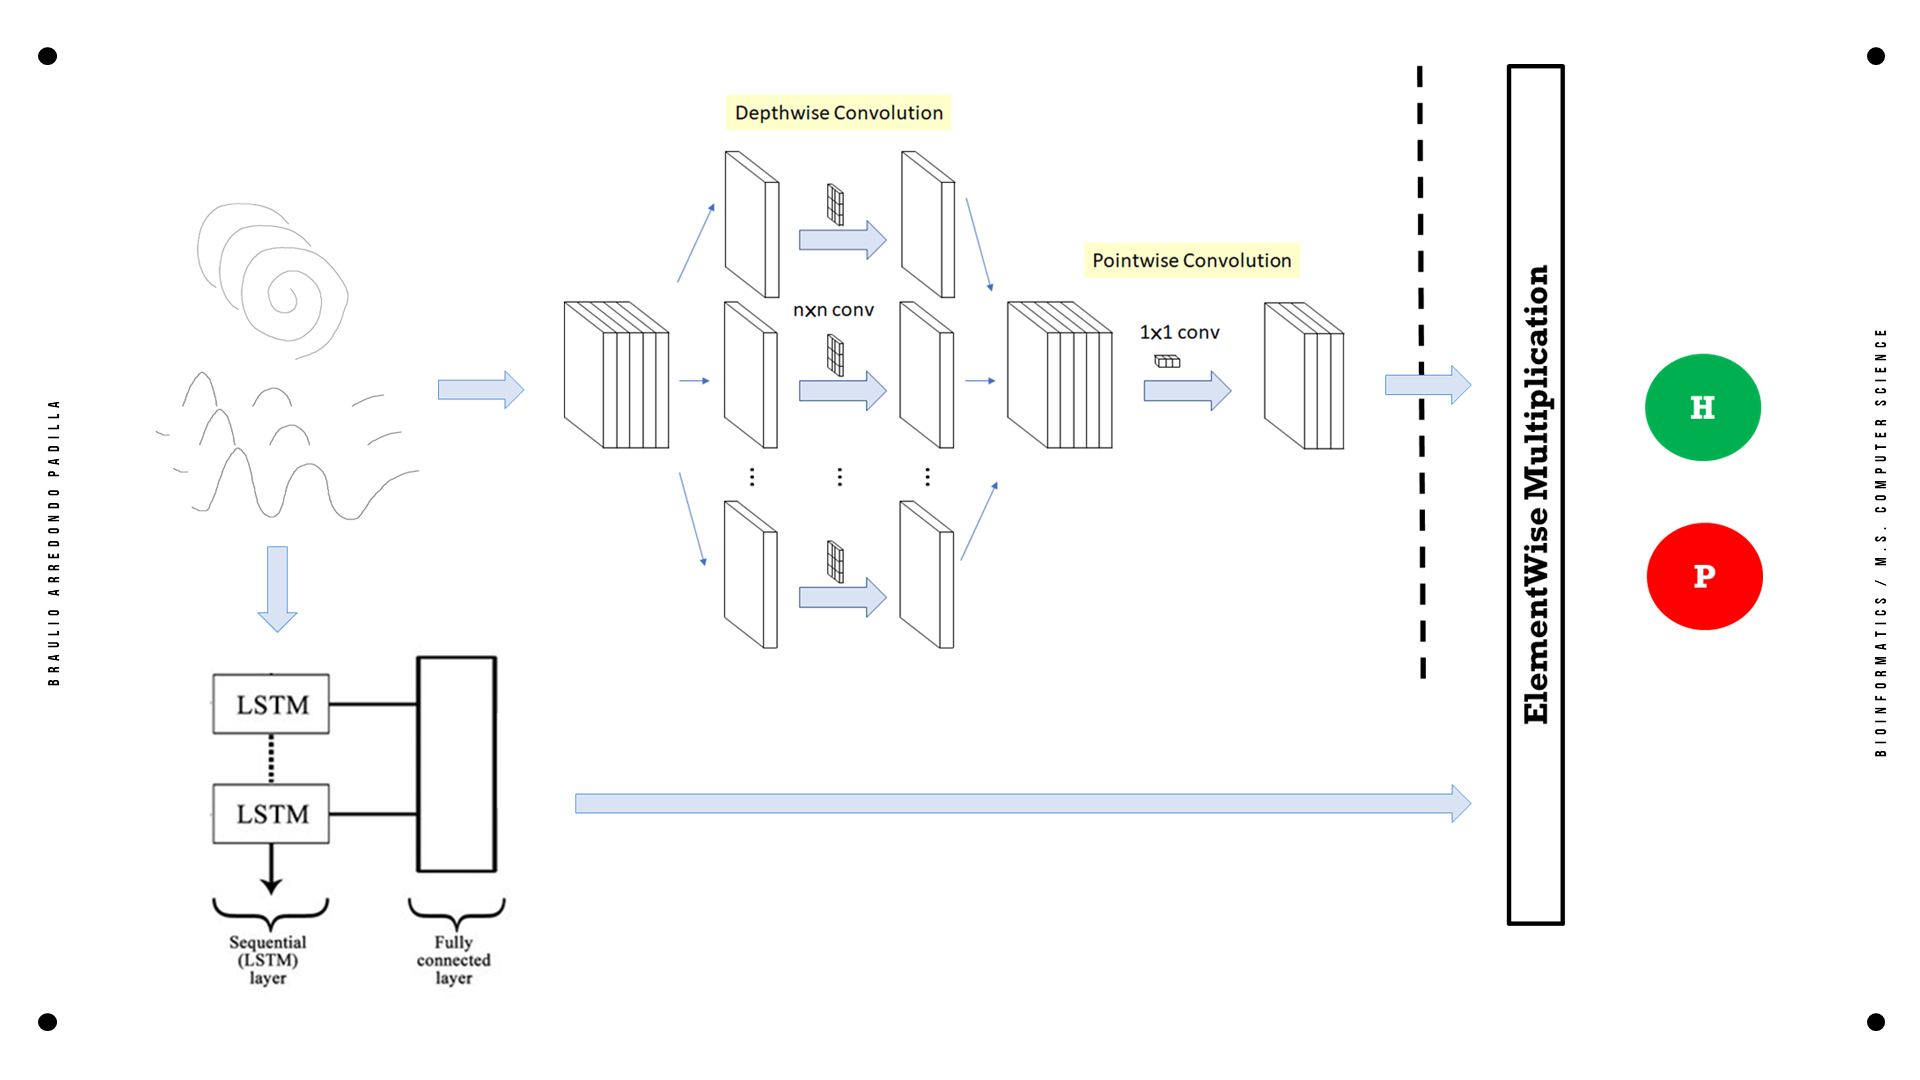 BRAULIO ARREDONDO PADILLA
Depthwise Convolution
nxn conv
Pointwise Convolution
1x1 conv
LSTM
LSTM
Sequential
(LSTM)
layer
Fully
connected
layer
ElementWise Multiplication
H
P
BIOINFORMATICS / M.S. COMPUTER SCIENCE